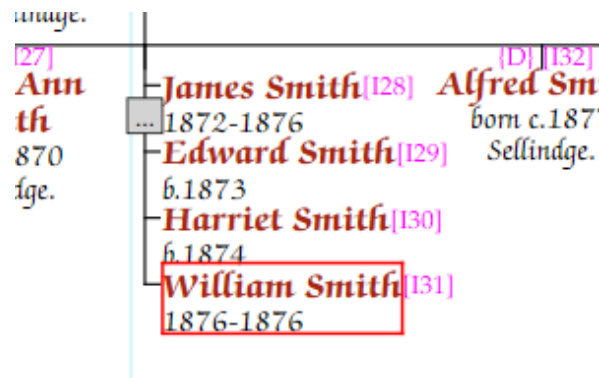 27]
Ann
th
870
dge.
James Smith[I28]
1872-1876
...
Edward Smith[I29]
b.1873
Harriet Smith[I30]
b.1874
William Smith[I31]
1876-1876
{D} [I32]
Alfred Sm
born c.187
Sellindge.